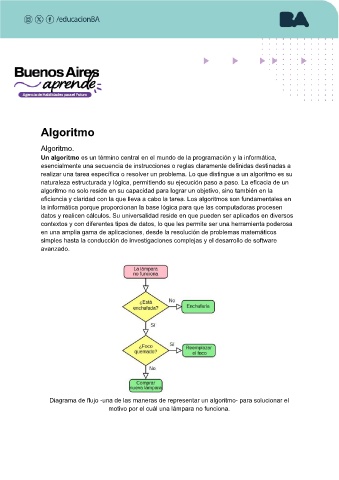 /educacionBA
BA
Buenos Aires
aprende
Agencia de Habilidades para el Futuro
Algoritmo
Algoritmo.
Un algoritmo es un término central en el mundo de la programación y la informática,
esencialmente una secuencia de instrucciones o reglas claramente definidas destinadas a
realizar una tarea específica o resolver un problema. Lo que distingue a un algoritmo es su
naturaleza estructurada y lógica, permitiendo su ejecución paso a paso. La eficacia de un
algoritmo no solo reside en su capacidad para lograr un objetivo, sino también en la
eficiencia y claridad con la que lleva a cabo la tarea. Los algoritmos son fundamentales en
la informática porque proporcionan la base lógica para que las computadoras procesen
datos y realicen cálculos. Su universalidad reside en que pueden ser aplicados en diversos
contextos y con diferentes tipos de datos, lo que les permite ser una herramienta poderosa
en una amplia gama de aplicaciones, desde la resolución de problemas matemáticos
simples hasta la conducción de investigaciones complejas y el desarrollo de software
avanzado.
La lámpara
no funciona
¿Está
enchufada?
No
Enchufarla
Sí
¿Foco
quemado?
Sí
Reemplazar
el foco
No
Comprar
nueva lámpara
Diagrama de flujo -una de las maneras de representar un algoritmo- para solucionar el
motivo por el cuál una lámpara no funciona.